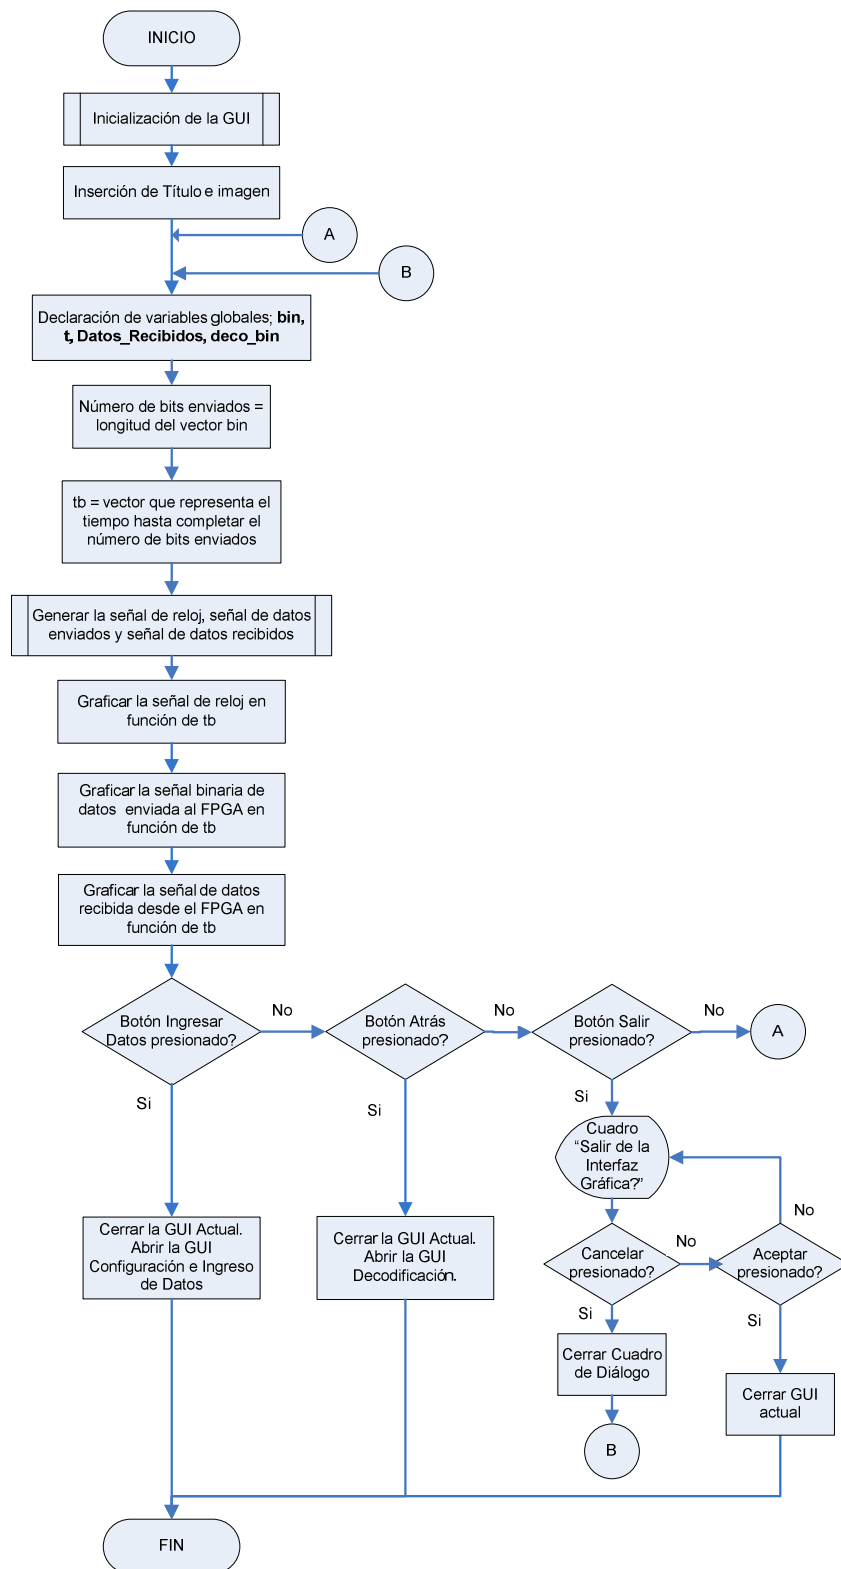 INICIO
Inicialización de la GUI
Inserción de Título e imagen
A
B
Declaración de variables globales; bin,
t, Datos_Recibidos, deco_bin
Número de bits enviados =
longitud del vector bin
tb = vector que representa el
tiempo hasta completar el
número de bits enviados
Generar la señal de reloj, señal de datos
enviados y señal de datos recibidos
Graficar la señal de reloj en
función de tb
Graficar la señal binaria de
datos enviada al FPGA en
función de tb
Graficar la señal de datos
recibida desde el FPGA en
función de tb
Botón Ingresar
Datos presionado?
No
Botón Atrás
presionado?
No
Botón Salir
presionado?
No
A
Si
Si
Si
Cuadro
“Salir de la
Interfaz
Gráfica?”
No
Cerrar la GUI Actual.
Abrir la GUI
Configuración e Ingreso
de Datos
Cerrar la GUI Actual.
Abrir la GUI
Decodificación.
Cancelar
presionado?
No
Aceptar
presionado?
Si
Si
Cerrar Cuadro
de Diálogo
Cerrar GUI
actual
B
FIN